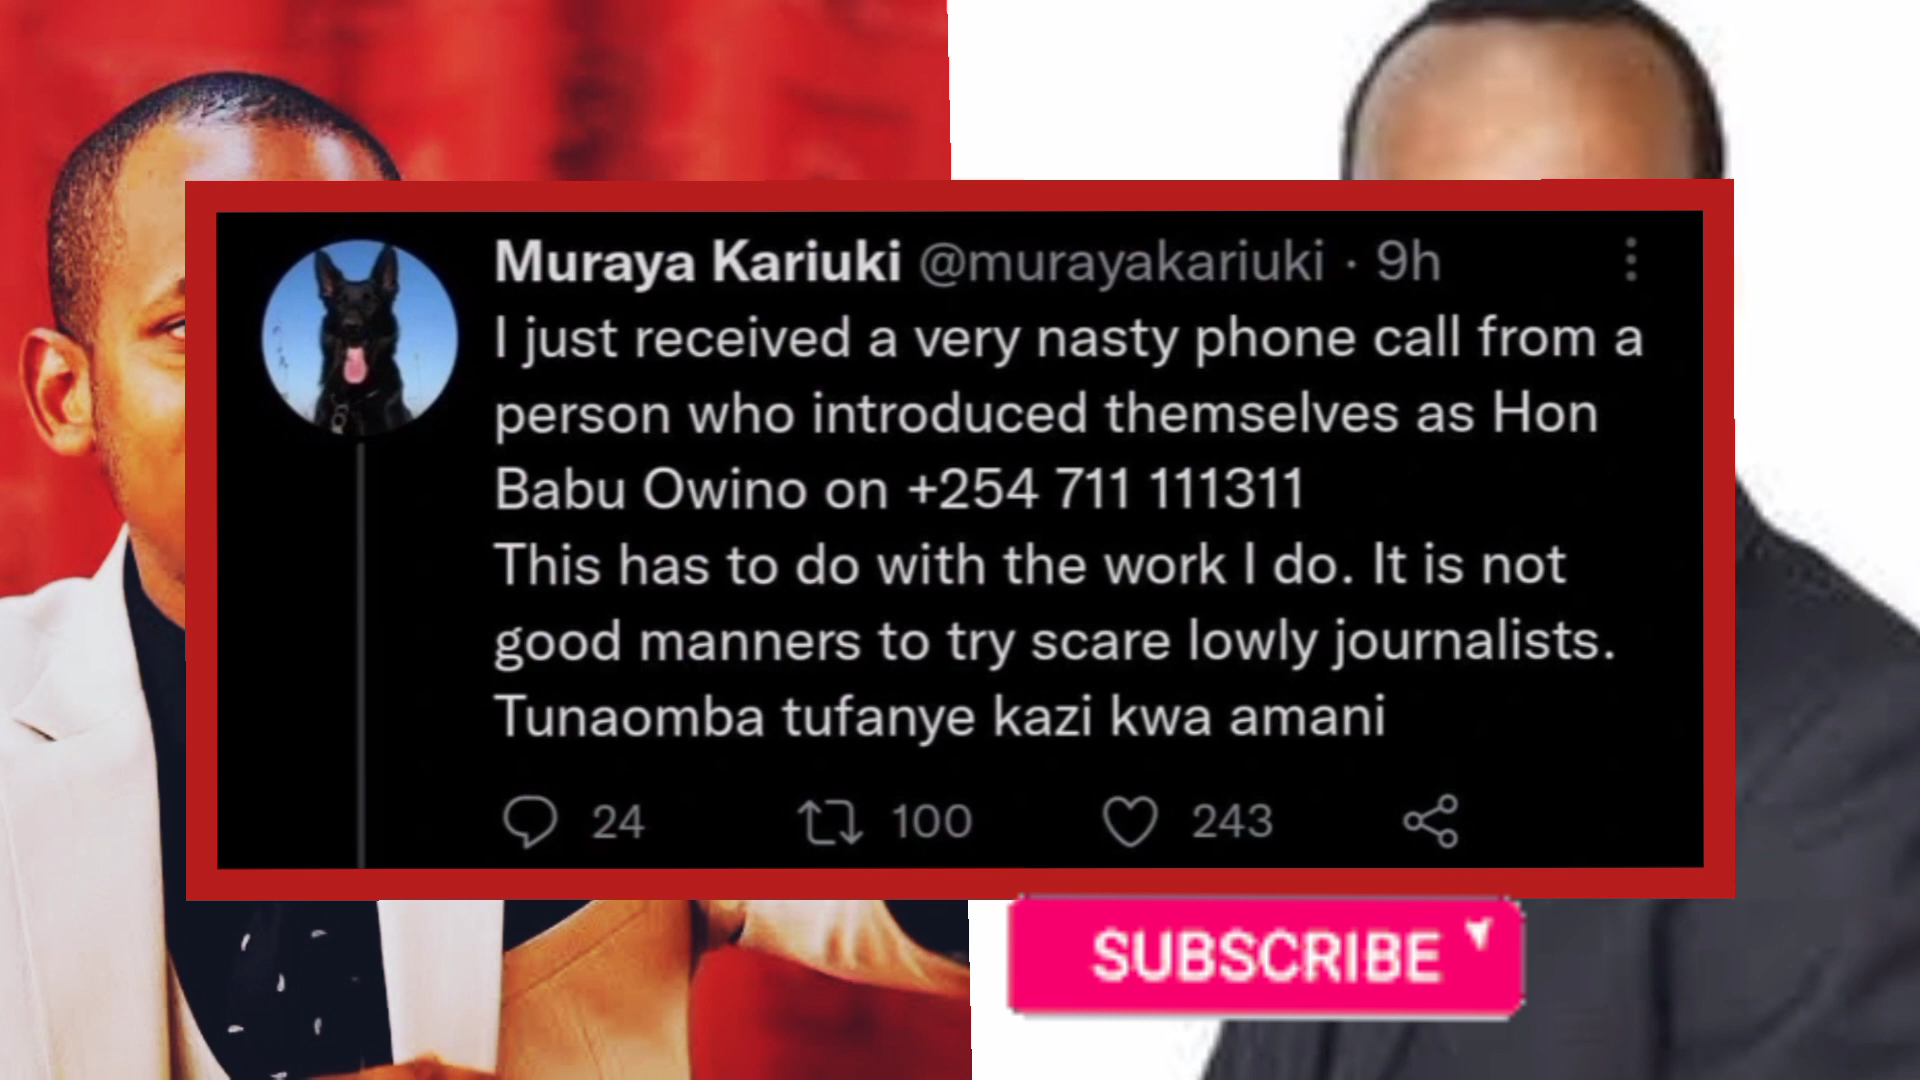 Muraya Kariuki @murayakariuki · 9h
I just received a very nasty phone call from a
person who introduced themselves as Hon
Babu Owino on +254 711 111311
This has to do with the work I do. It is not
good manners to try scare lowly journalists.
Tunaomba tufanye kazi kwa amani
24 100 243
SUBSCRIBE